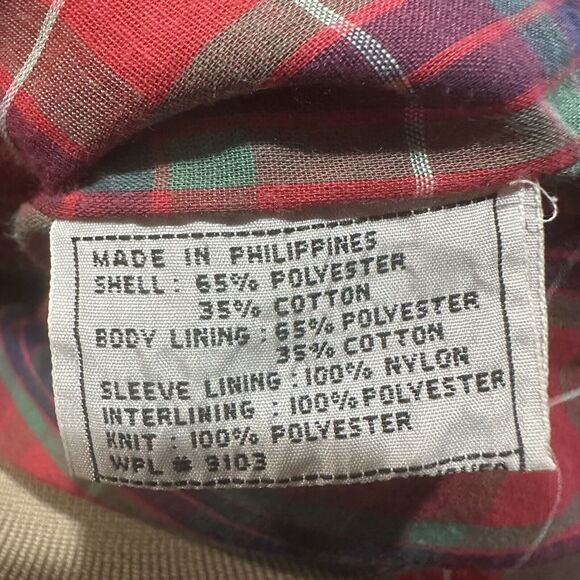 MADE IN PHILIPPINES
SHELL : 65% POLYESTER
35% COTTON
BODY LINING : 65% POLYESTER
35% COTTON
SLEEVE LINING : 100% NYLON
INTERLINING : 100% POLYESTER
KNIT : 100% POLYESTER
WPL # 9103